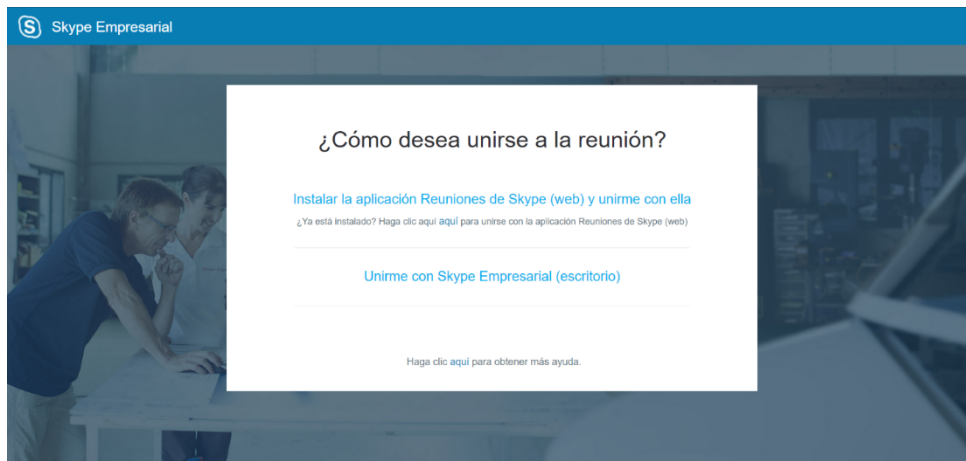 Skype Empresarial
¿Cómo desea unirse a la reunión?
Instalar la aplicación Reuniones de Skype (web) y unirme con ella
¿Ya está instalado? Haga clic aquí aquí para unirse con la aplicación Reuniones de Skype (web)
Unirme con Skype Empresarial (escritorio)
Haga clic aquí para obtener más ayuda.